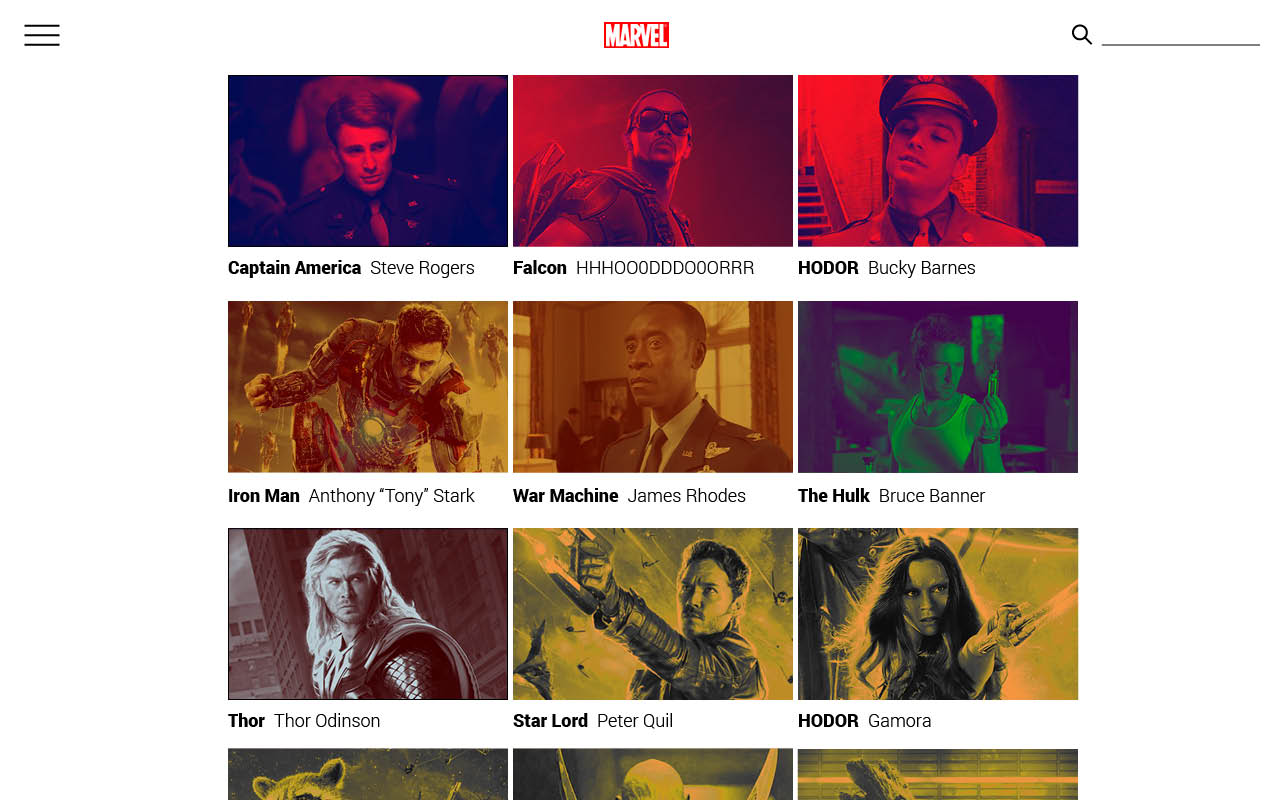 MARVEL
Captain America Steve Rogers
Falcon HHHOO0DDDO0ORRR
HODOR Bucky Barnes
Iron Man Anthony “Tony” Stark
War Machine James Rhodes
The Hulk Bruce Banner
Thor Thor Odinson
Star Lord Peter Quil
HODOR Gamora